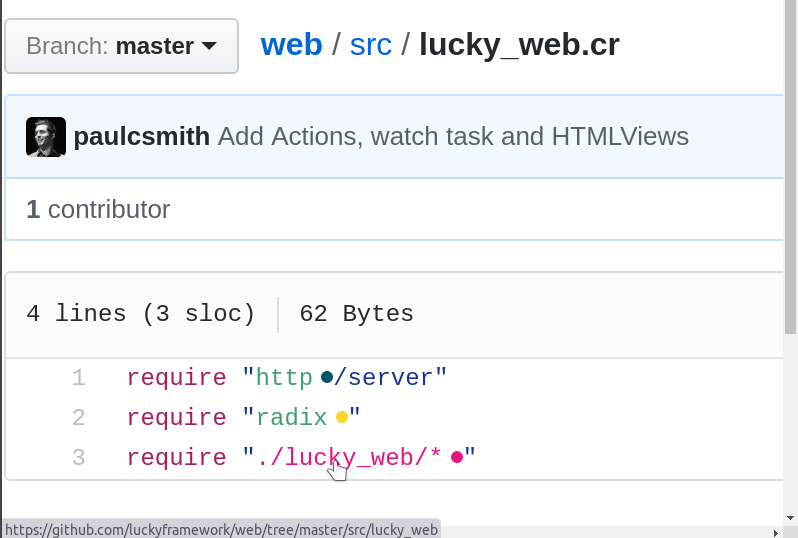 Branch: master web / src / lucky_web.cr
paulcsmith Add Actions, watch task and HTMLViews
1 contributor
4 lines (3 sloc) 62 Bytes
1 require "http /server"
2 require "radix "
3 require "./lucky_web/* "
https://github.com/luckyframework/web/tree/master/src/lucky_web